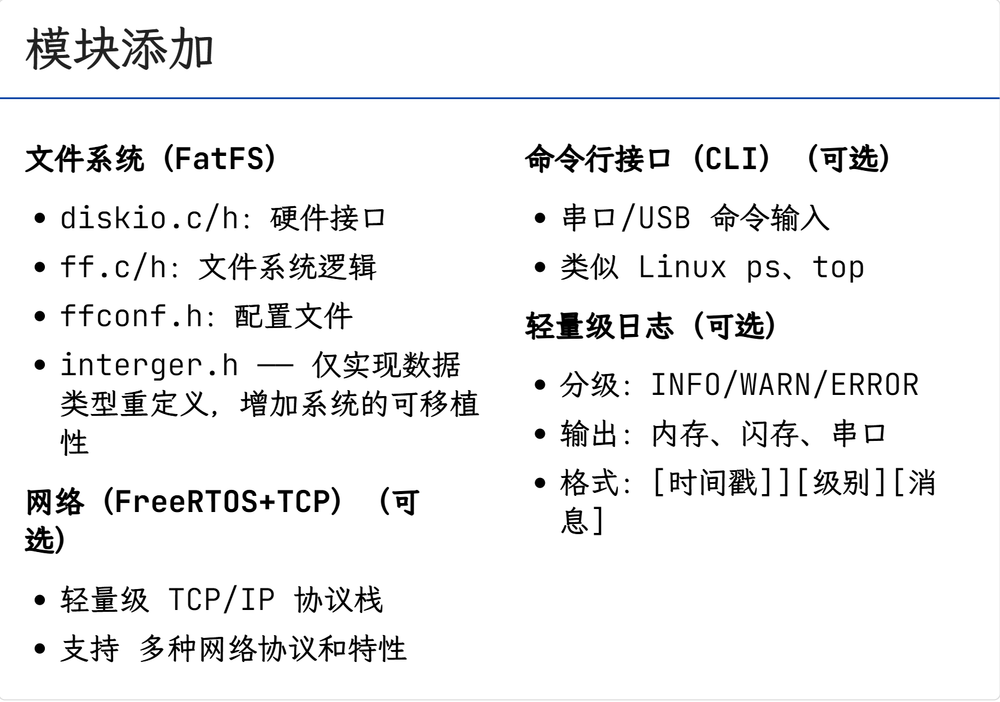 模块添加
文件系统（FatFS）
diskio.c/h：硬件接口
ff.c/h：文件系统逻辑
ffconf.h：配置文件
interger.h —— 仅实现数据
类型重定义，增加系统的可移植
性
网络（FreeRTOS+TCP）（可
选）
轻量级 TCP/IP 协议栈
支持 多种网络协议和特性
命令行接口（CLI）（可选）
串口/USB 命令输入
类似 Linux ps、top
轻量级日志（可选）
分级：INFO/WARN/ERROR
输出：内存、闪存、串口
格式：[时间戳]][级别][消
息]